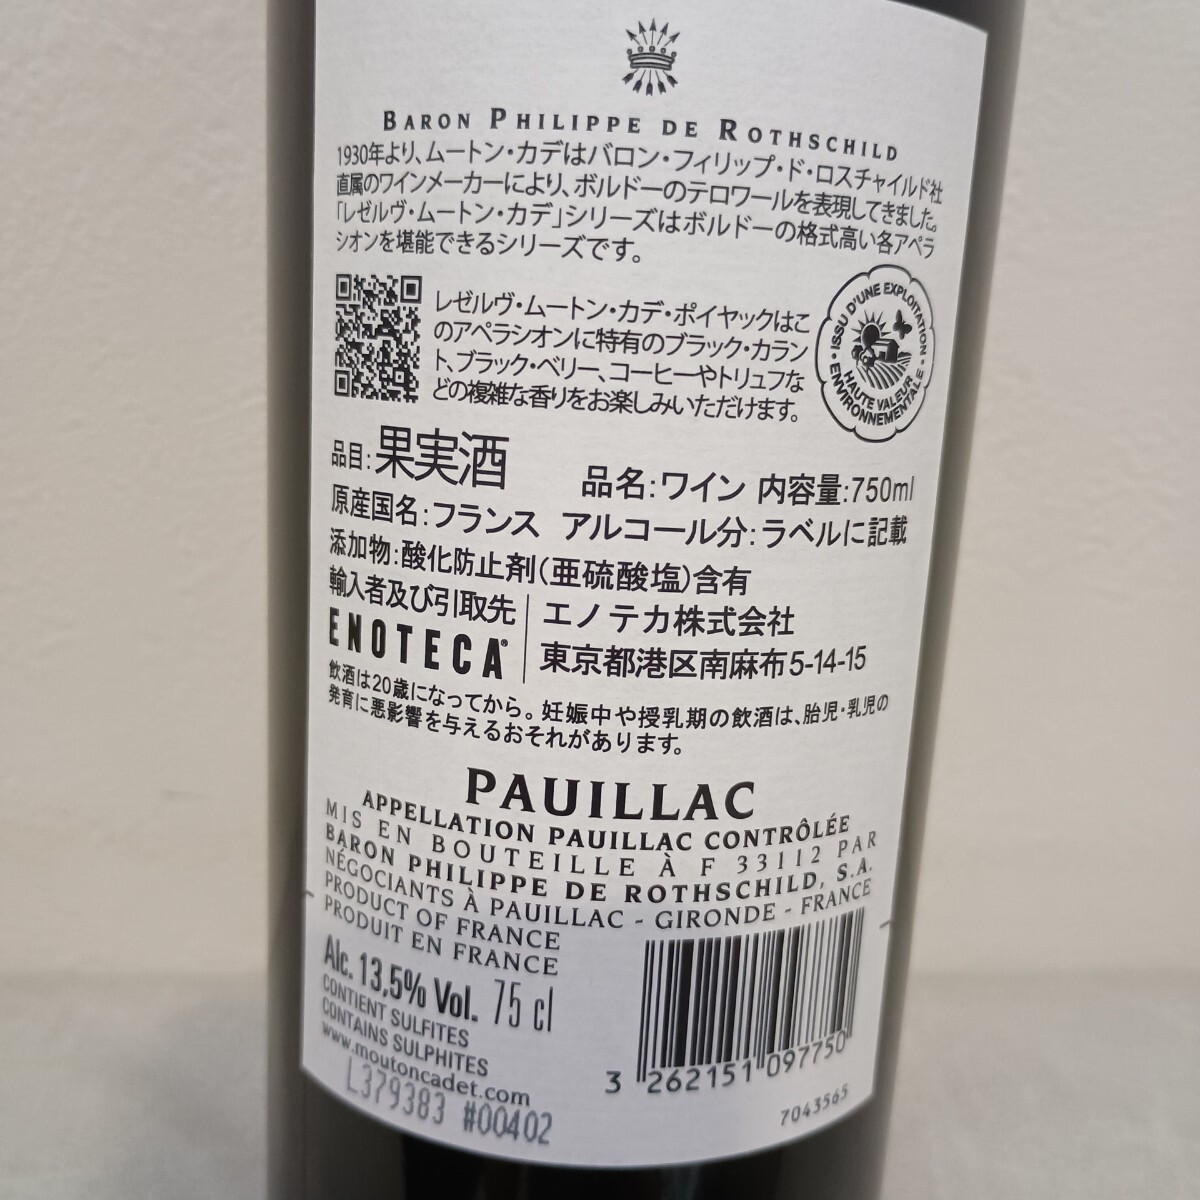 BARON PHILIPPE DE ROTHSCHILD
1930年より、ムートン・カデはバロン・フィリップ・ド・ロスチャイルド社
直属のワインメーカーにより、ボルドーのテロワールを表現してきました。
「レゼルヴ・ムートン・カデ」シリーズはボルドーの格式高い各アペラ
シオンを堪能できるシリーズです。
レゼルヴ・ムートン・カデ・ポイヤックはこ
のアペラシオンに特有のブラック・カラン
ト、ブラック・ベリー、コーヒーやトリュフな
どの複雑な香りをお楽しみいただけます。
ISSU D'UNE EXPLOITATION
HAUTE VALEUR
ENVIRONNEMENTALE
品目:果実酒 品名:ワイン 内容量:750ml
原産国名:フランス アルコール分:ラベルに記載
添加物:酸化防止剤(亜硫酸塩)含有
輸入者及び引取先
ENOTECA®
エノテカ株式会社
東京都港区南麻布5-14-15
飲酒は20歳になってから。妊娠中や授乳期の飲酒は、胎児・乳児の
発育に悪影響を与えるおそれがあります。
PAUILLAC
APPELLATION PAUILLAC CONTRÔLÉE
MIS EN BOUTEILLE À F 33112 PAR
BARON PHILIPPE DE ROTHSCHILD, S.A.
NÉGOCIANTS À PAUILLAC - GIRONDE - FRANCE
PRODUCT OF FRANCE
PRODUIT EN FRANCE
Alc. 13,5% Vol. 75 cl
CONTIENT SULFITES
CONTAINS SULPHITES
www.moutoncadet.com
L379383 #00402
3 262151 097750
7043565